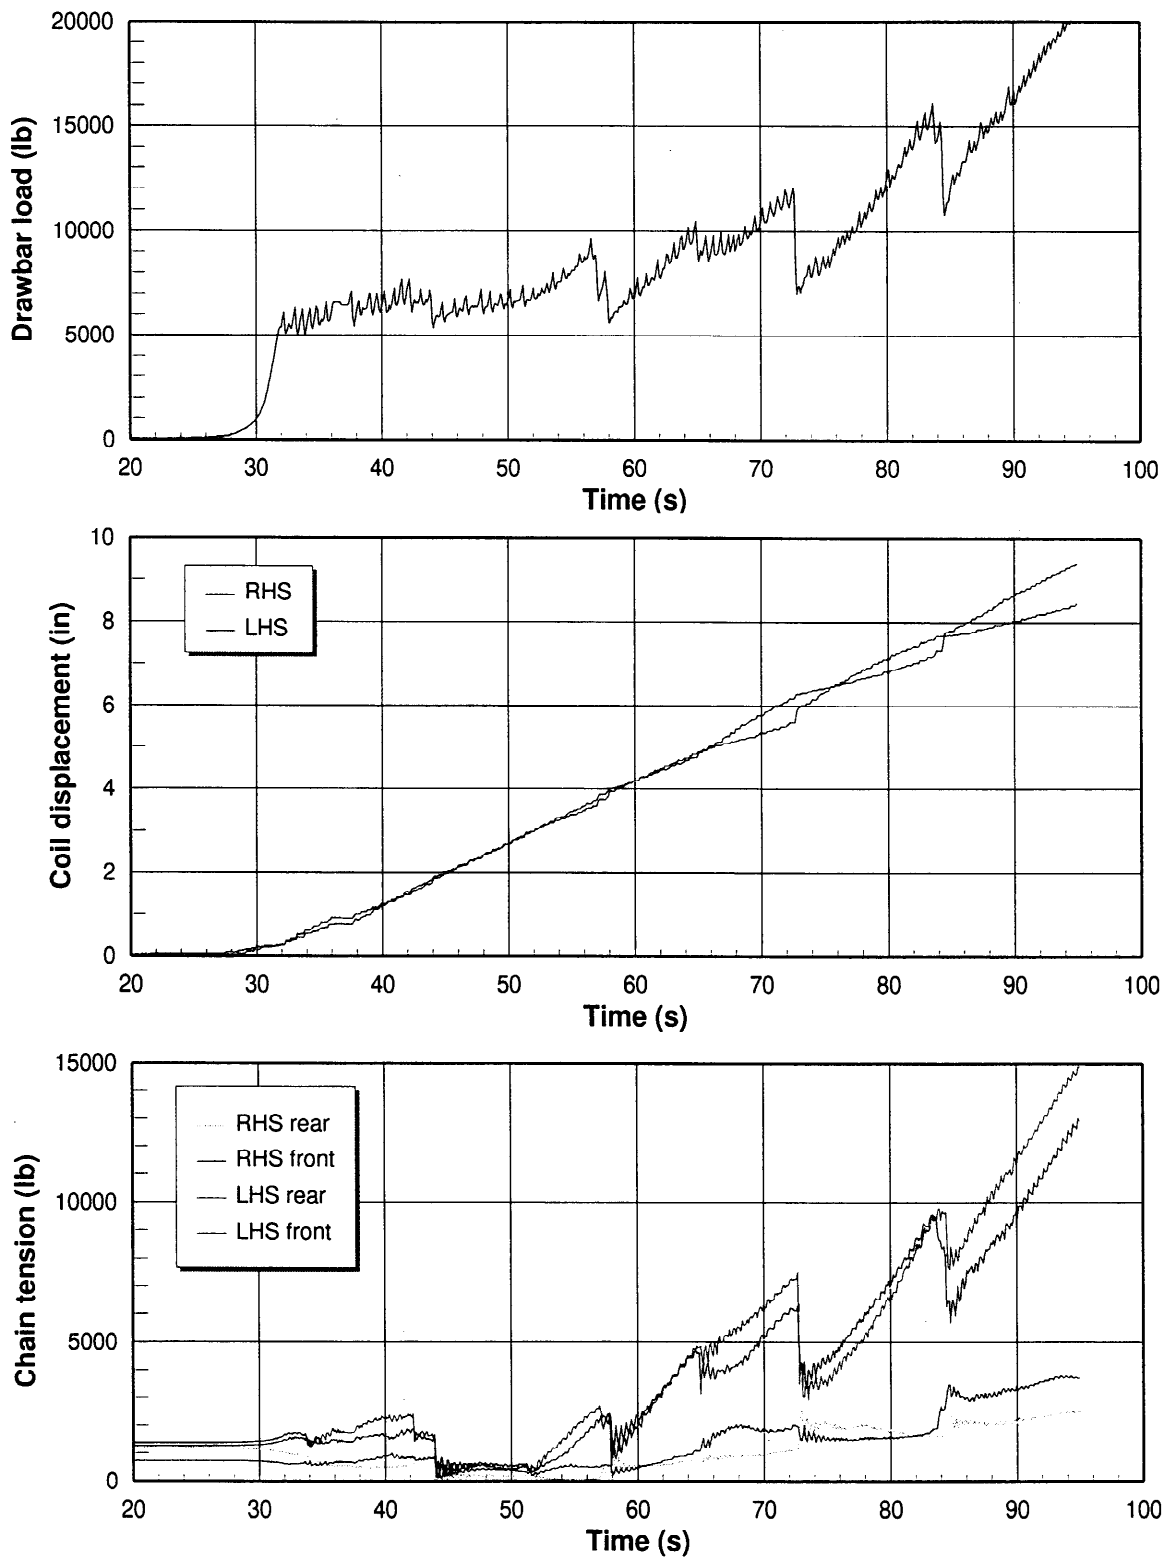 20000
15000
10000
5000
0
Drawbar load (lb)
20 30 40 50 60 70 80 90 100
Time (s)
10
8
6
4
2
0
Coil displacement (in)
RHS
LHS
20 30 40 50 60 70 80 90 100
Time (s)
15000
10000
5000
0
Chain tension (lb)
RHS rear
RHS front
LHS rear
LHS front
20 30 40 50 60 70 80 90 100
Time (s)